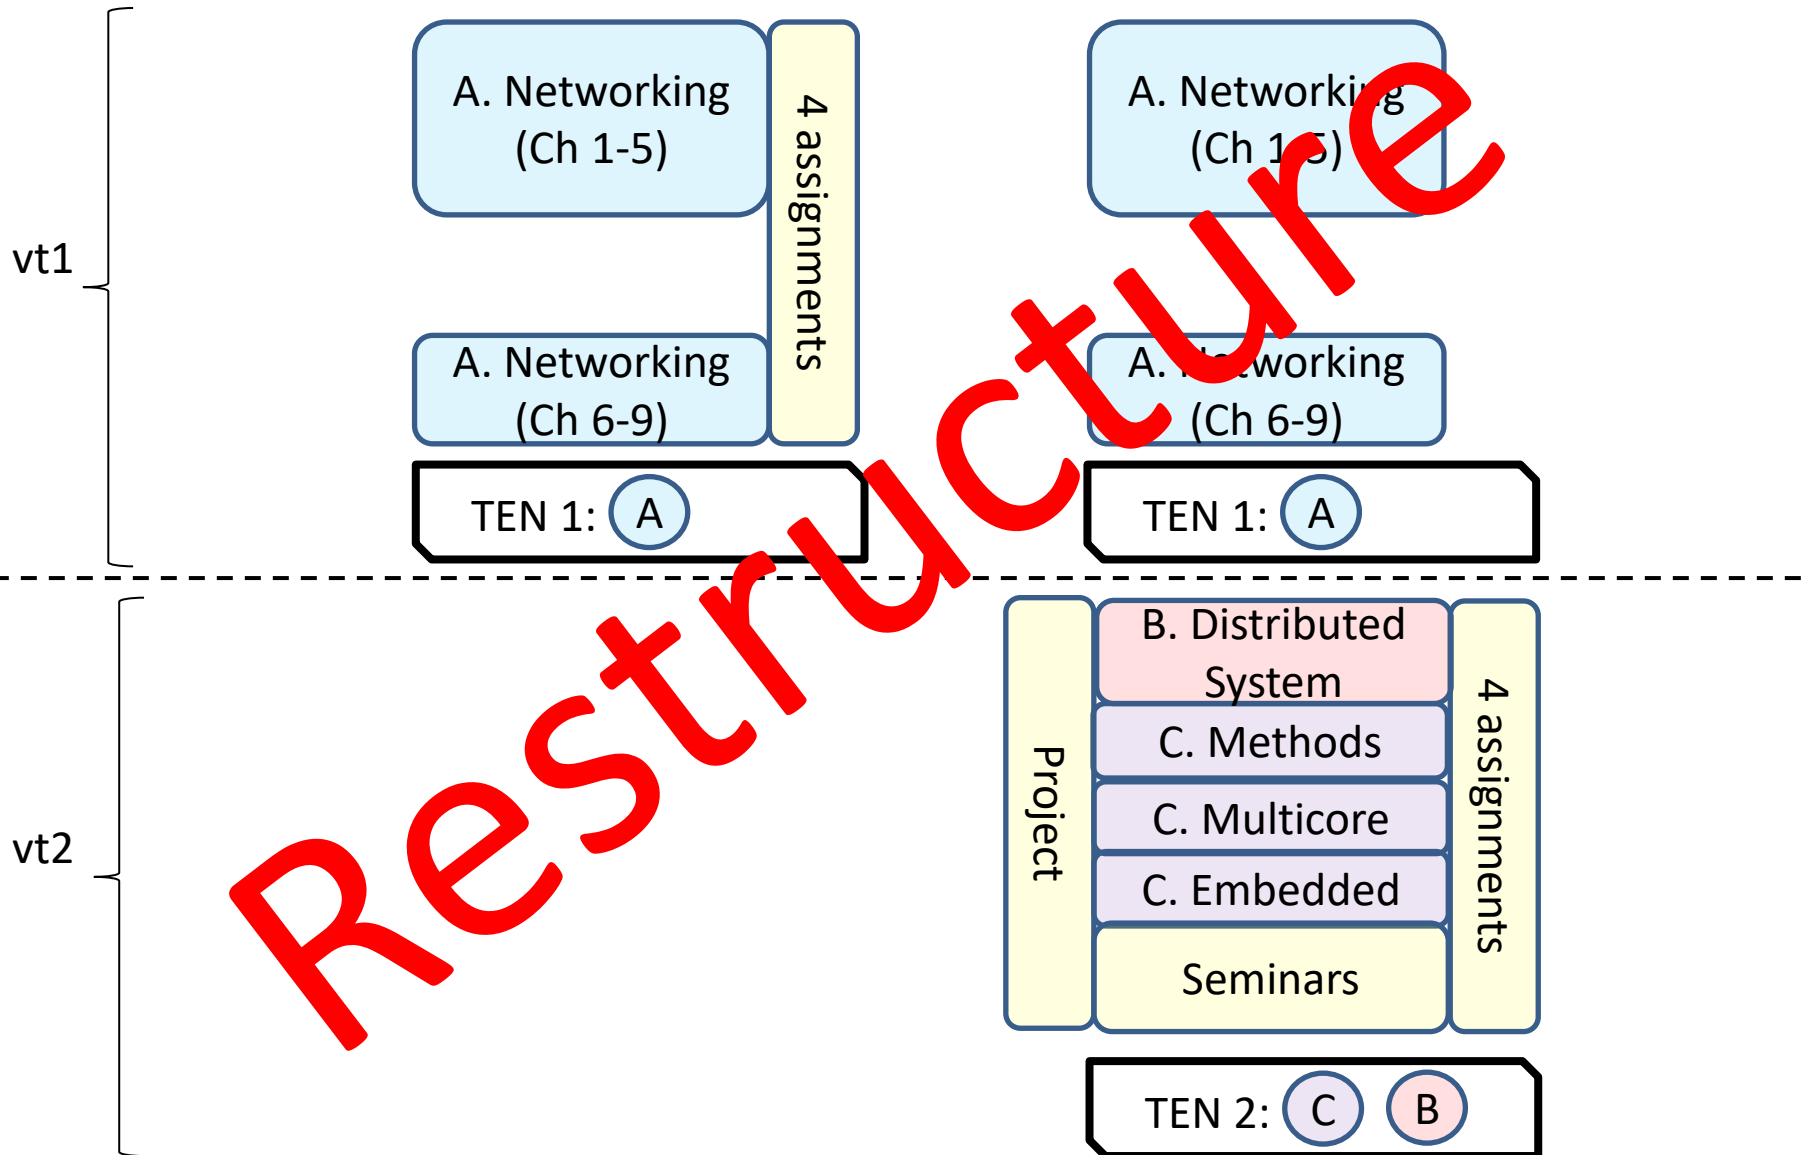 vt1
A. Networking
(Ch 1-5)
4 assignments
A. Networking
(Ch 6-9)
TEN 1: A
A. Networking
(Ch 1-5)
A. Networking
(Ch 6-9)
TEN 1: A
Restructure
vt2
Project
B. Distributed
System
C. Methods
C. Multicore
C. Embedded
Seminars
4 assignments
TEN 2: C B